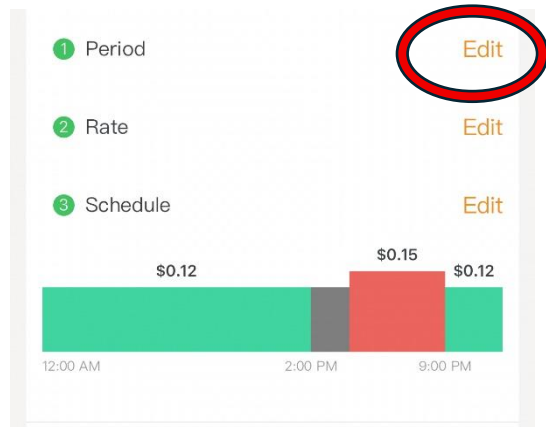 1 Period Edit
2 Rate Edit
3 Schedule Edit
$0.15
$0.12 $0.12
12:00 AM 2:00 PM 9:00 PM